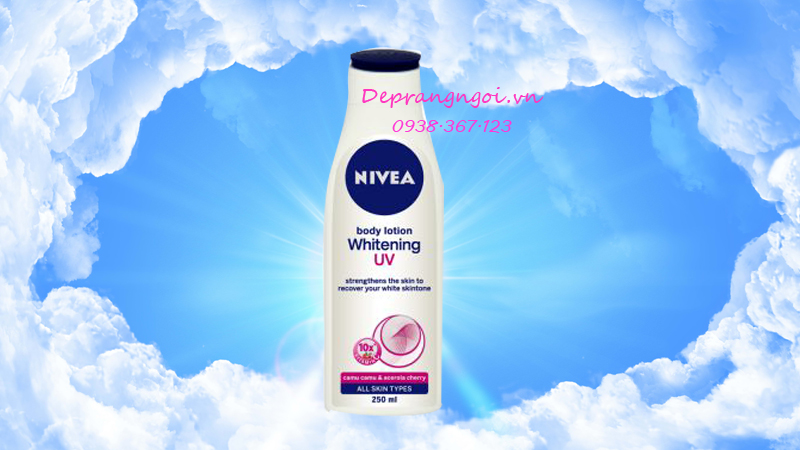 Deprangngoi.vn
0938·367·123
NIVEA
body lotion
Whitening
UV
strengthens the skin to
recover your white skintone
10x
camu camu & acerola cherry
ALL SKIN TYPES
250 ml